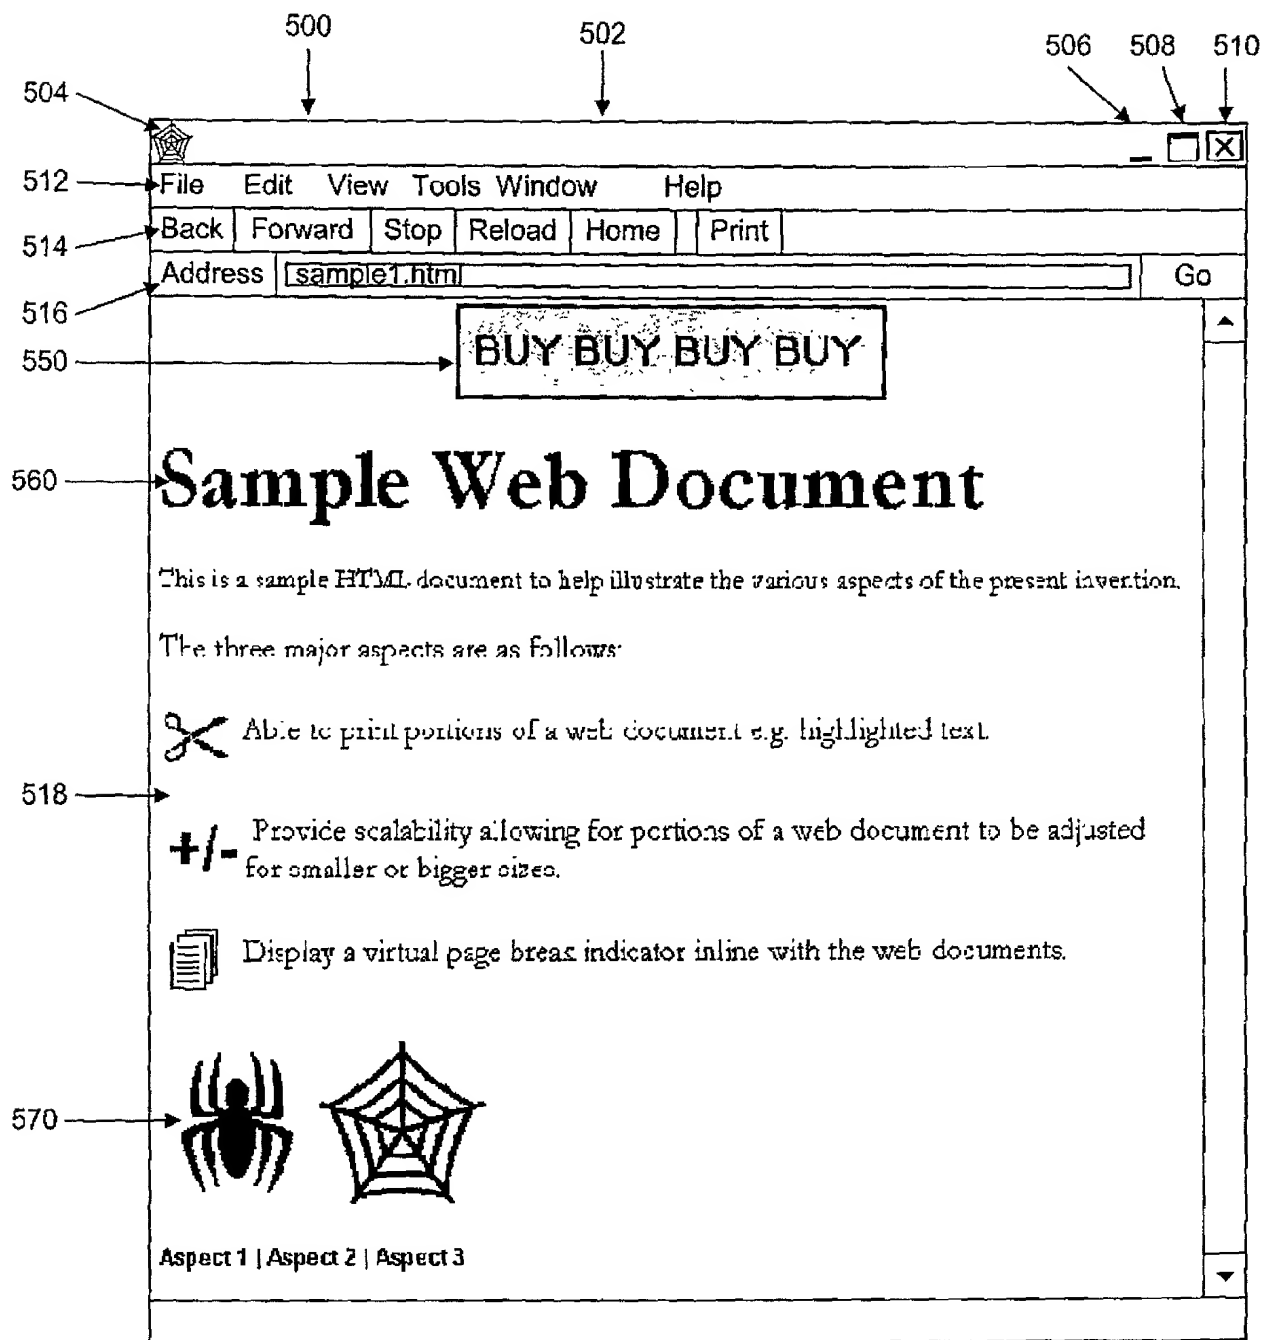 500
502
506 508 510
504
512
File Edit View Tools Window Help
514
Back Forward Stop Reload Home Print
516
Address sample1.html Go
550
BUY BUY BUY BUY
560
Sample Web Document
This is a sample HTML document to help illustrate the various aspects of the present invention.
The three major aspects are as follows:
Able to print portions of a web document e.g. highlighted text.
518
+/- Provide scalability allowing for portions of a web document to be adjusted
for smaller or bigger sizes.
Display a virtual page break indicator inline with the web documents.
570
Aspect 1 | Aspect 2 | Aspect 3